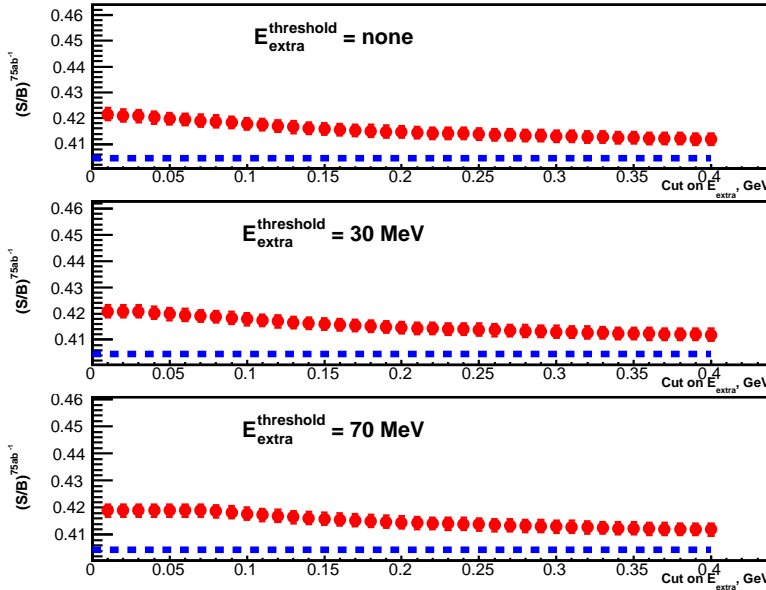 0.46
E_extra^threshold = none
0.45
0.44
0.43
0.42
0.41
(S/B)^75ab^-1
0 0.05 0.1 0.15 0.2 0.25 0.3 0.35 0.4
Cut on E_extra, GeV
0.46
E_extra^threshold = 30 MeV
0.45
0.44
0.43
0.42
0.41
(S/B)^75ab^-1
0 0.05 0.1 0.15 0.2 0.25 0.3 0.35 0.4
Cut on E_extra, GeV
0.46
E_extra^threshold = 70 MeV
0.45
0.44
0.43
0.42
0.41
(S/B)^75ab^-1
0 0.05 0.1 0.15 0.2 0.25 0.3 0.35 0.4
Cut on E_extra, GeV